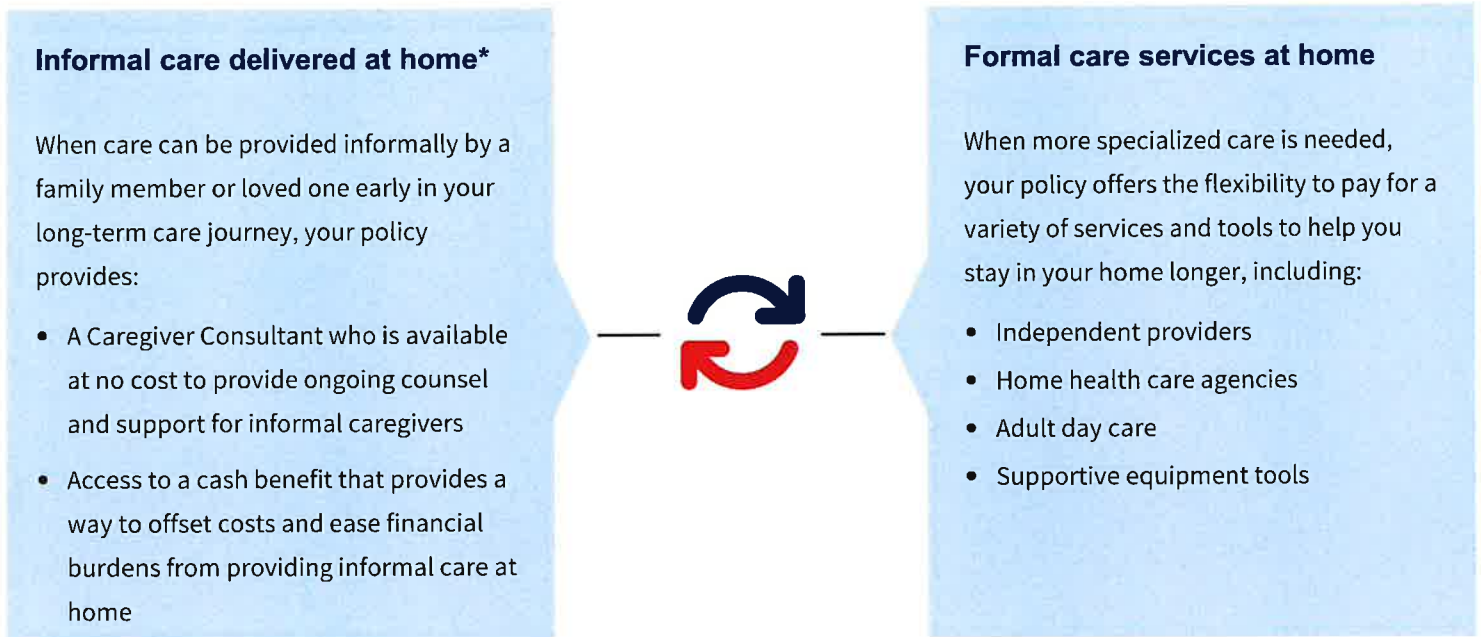 Informal care delivered at home*
When care can be provided informally by a
family member or loved one early in your
long-term care journey, your policy
provides:
• A Caregiver Consultant who is available
at no cost to provide ongoing counsel
and support for informal caregivers
• Access to a cash benefit that provides a
way to offset costs and ease financial
burdens from providing informal care at
home
Formal care services at home
When more specialized care is needed,
your policy offers the flexibility to pay for a
variety of services and tools to help you
stay in your home longer, including:
• Independent providers
• Home health care agencies
• Adult day care
• Supportive equipment tools